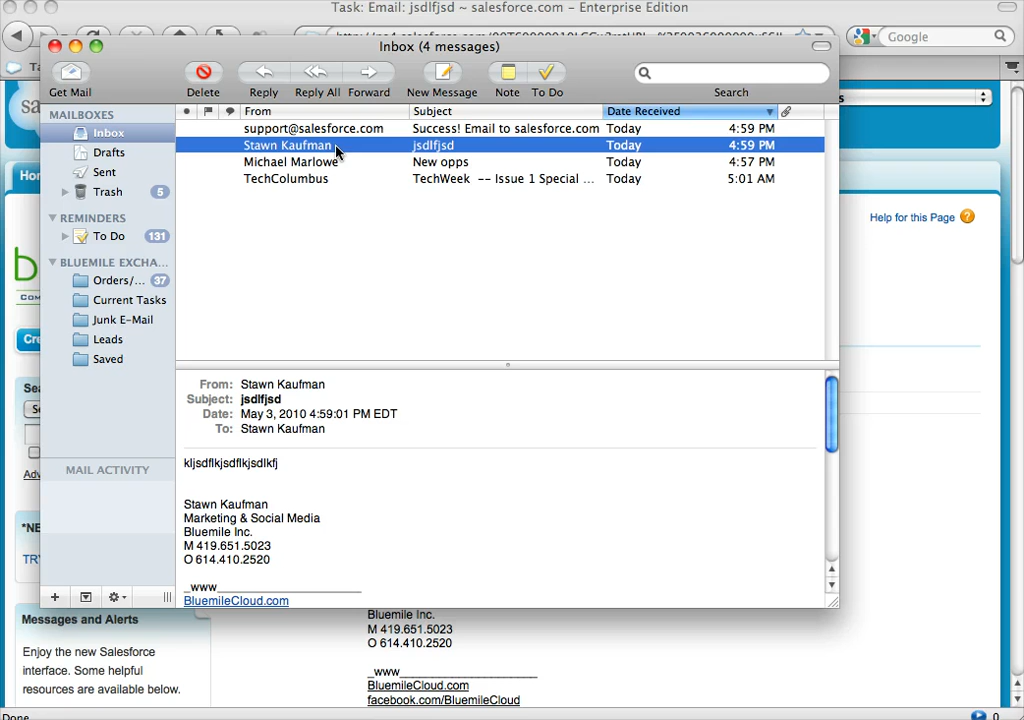 Task: Email: jsdlfjsd ~ salesforce.com – Enterprise Edition
Google
Inbox (4 messages)
Get Mail
Delete
Reply
Reply All
Forward
New Message
Note
To Do
Search
MAILBOXES
Inbox
Drafts
Sent
Trash 5
REMINDERS
To Do 131
BLUEMILE EXCHA...
Orders/... 37
Current Tasks
Junk E-Mail
Leads
Saved
MAIL ACTIVITY
From Subject Date Received
support@salesforce.com Success! Email to salesforce.com Today 4:59 PM
Stawn Kaufman jsdlfjsd Today 4:59 PM
Michael Marlowe New opps Today 4:57 PM
TechColumbus TechWeek -- Issue 1 Special ... Today 5:01 AM
From: Stawn Kaufman
Subject: jsdlfjsd
Date: May 3, 2010 4:59:01 PM EDT
To: Stawn Kaufman
kljsdflkjsdflkjsdlkfj
Stawn Kaufman
Marketing & Social Media
Bluemile Inc.
M 419.651.5023
O 614.410.2520
_www______________________
BluemileCloud.com
Help for this Page
Messages and Alerts
Enjoy the new Salesforce
interface. Some helpful
resources are available below.
Bluemile Inc.
M 419.651.5023
O 614.410.2520
_www______________________
BluemileCloud.com
facebook.com/BluemileCloud
Done
0